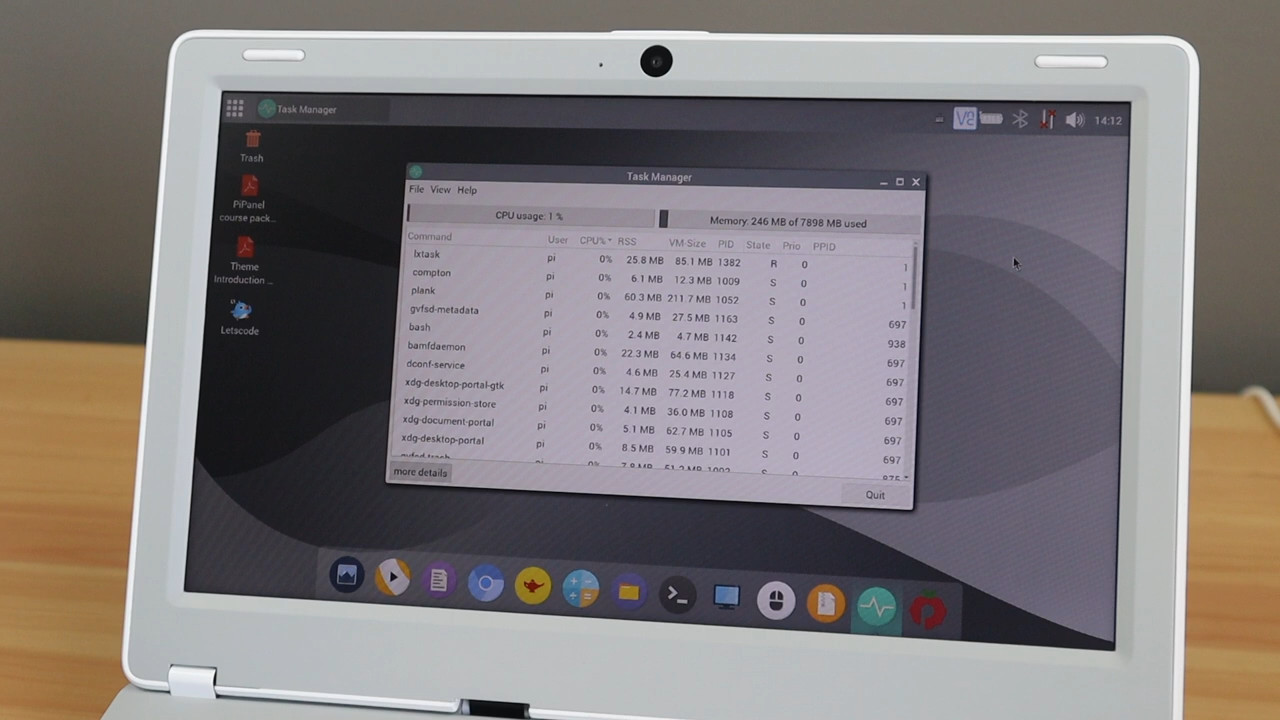 Task Manager
14:12
Trash
PiPanel
course pack...
Theme
Introduction ...
Letscode
Task Manager
File View Help
CPU usage: 1 %
Memory: 246 MB of 7898 MB used
Command User CPU% RSS VM-Size PID State Prio PPID
lxtask pi 0% 25.8 MB 85.1 MB 1382 R 0 1
compton pi 0% 6.1 MB 12.3 MB 1009 S 0 1
plank pi 0% 60.3 MB 211.7 MB 1052 S 0 1
gvfsd-metadata pi 0% 4.9 MB 27.5 MB 1163 S 0 697
bash pi 0% 2.4 MB 4.7 MB 1142 S 0 938
bamfdaemon pi 0% 22.3 MB 64.6 MB 1134 S 0 697
dconf-service pi 0% 4.6 MB 25.4 MB 1127 S 0 697
xdg-desktop-portal-gtk pi 0% 14.7 MB 77.2 MB 1118 S 0 697
xdg-permission-store pi 0% 4.1 MB 36.0 MB 1108 S 0 697
xdg-document-portal pi 0% 5.1 MB 62.7 MB 1105 S 0 697
xdg-desktop-portal pi 0% 8.5 MB 59.9 MB 1101 S 0 697
more details
Quit